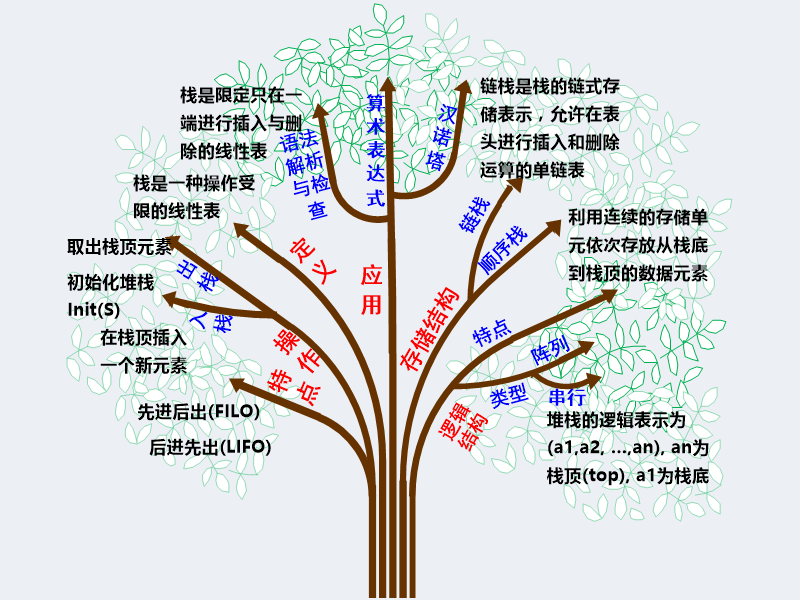 栈是限定只在一
端进行插入与删
除的线性表
语法
解析
与检
查
算术表达式
汉诺塔
链栈是栈的链式存
储表示，允许在表
头进行插入和删除
运算的单链表
栈是一种操作受
限的线性表
定义
应用
链栈
顺序栈
利用连续的存储单
元依次存放从栈底
到栈顶的数据元素
取出栈顶元素
出栈
初始化堆栈
Init(S)
入栈
在栈顶插入
一个新元素
操作
存储结构
特点
阵列
类型
串行
特点
先进后出(FILO)
后进先出(LIFO)
逻辑
结构
堆栈的逻辑表示为
(a1,a2, ...,an), an为
栈顶(top), a1为栈底